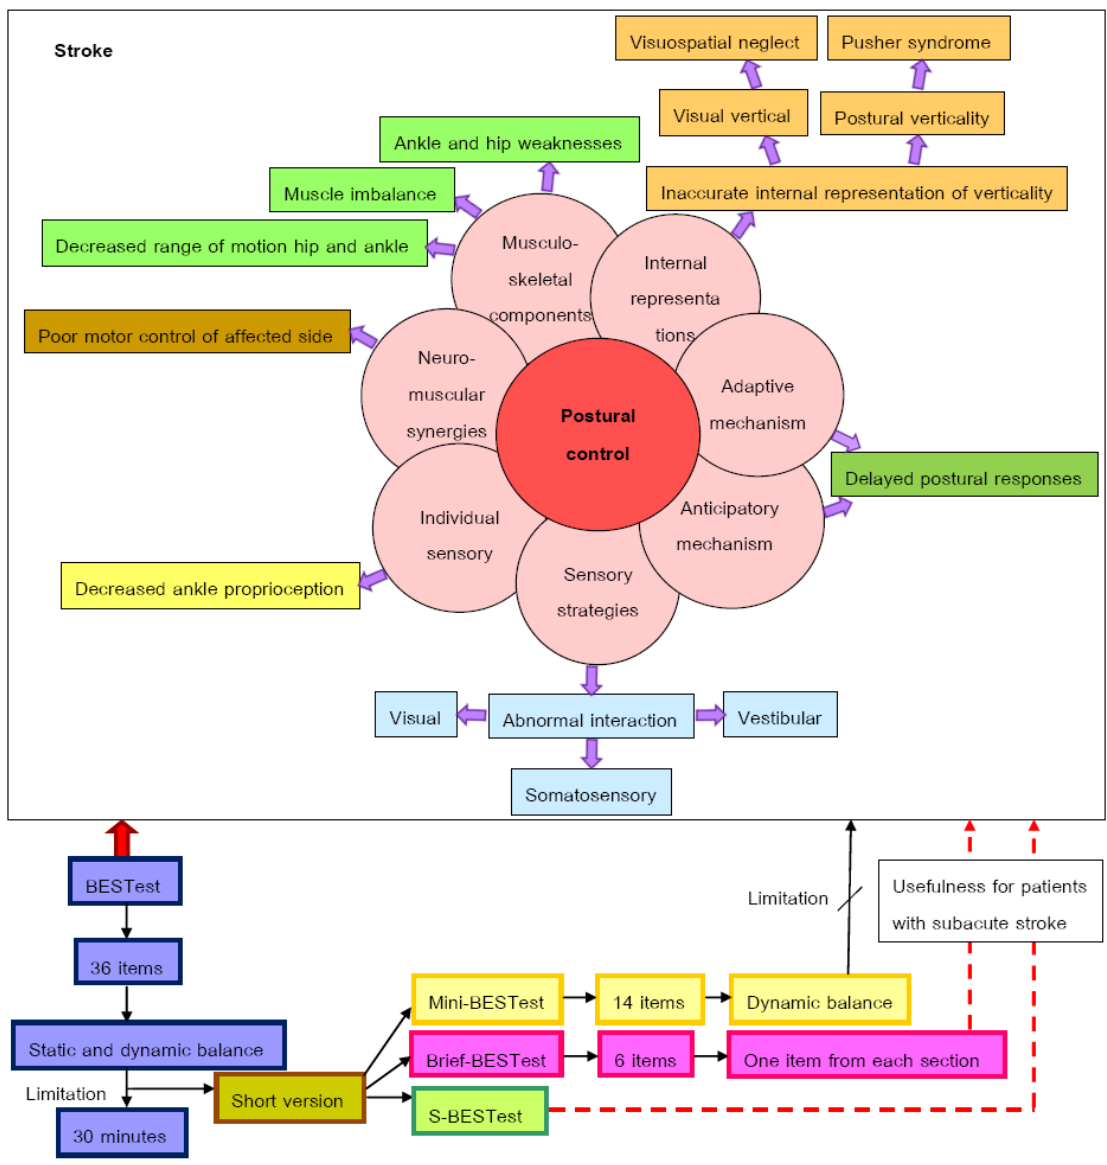 Stroke
Visuospatial neglect
Pusher syndrome
Visual vertical
Postural verticality
Ankle and hip weaknesses
Muscle imbalance
Inaccurate internal representation of verticality
Decreased range of motion hip and ankle
Musculo-
skeletal
components
Internal
representa
tions
Poor motor control of affected side
Neuro-
muscular
synergies
Adaptive
mechanism
Postural
control
Delayed postural responses
Individual
sensory
Anticipatory
mechanism
Decreased ankle proprioception
Sensory
strategies
Visual
Abnormal interaction
Vestibular
Somatosensory
BESTest
Limitation
Usefulness for patients
with subacute stroke
36 items
Mini-BESTest
14 items
Dynamic balance
Static and dynamic balance
Brief-BESTest
6 items
One item from each section
Limitation
Short version
S-BESTest
30 minutes